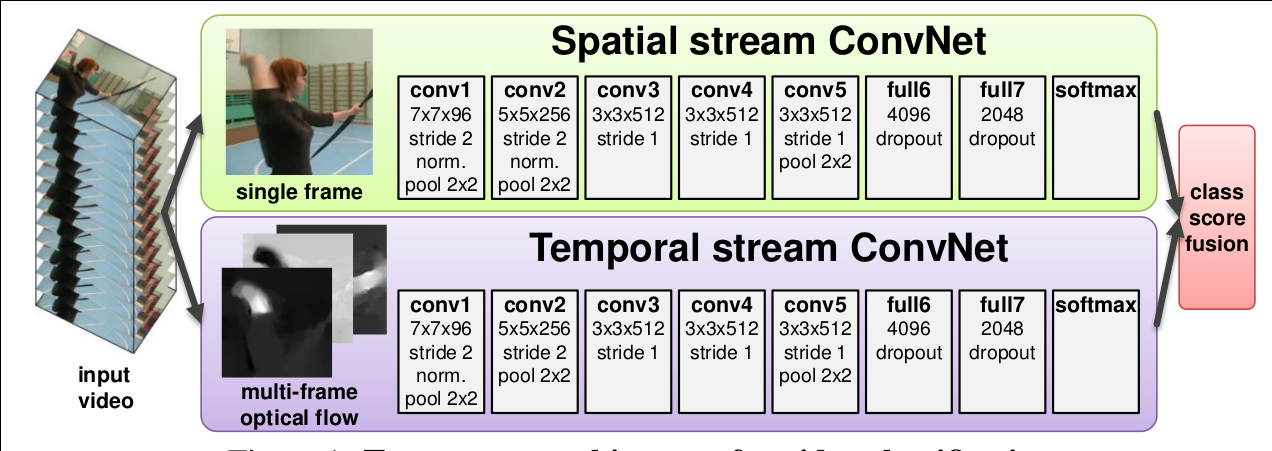 Spatial stream ConvNet
single frame
conv1
7x7x96
stride 2
norm.
pool 2x2
conv2
5x5x256
stride 2
norm.
pool 2x2
conv3
3x3x512
stride 1
conv4
3x3x512
stride 1
conv5
3x3x512
stride 1
pool 2x2
full6
4096
dropout
full7
2048
dropout
softmax
input
video
Temporal stream ConvNet
multi-frame
optical flow
conv1
7x7x96
stride 2
norm.
pool 2x2
conv2
5x5x256
stride 2
pool 2x2
conv3
3x3x512
stride 1
conv4
3x3x512
stride 1
conv5
3x3x512
stride 1
pool 2x2
full6
4096
dropout
full7
2048
dropout
softmax
class
score
fusion